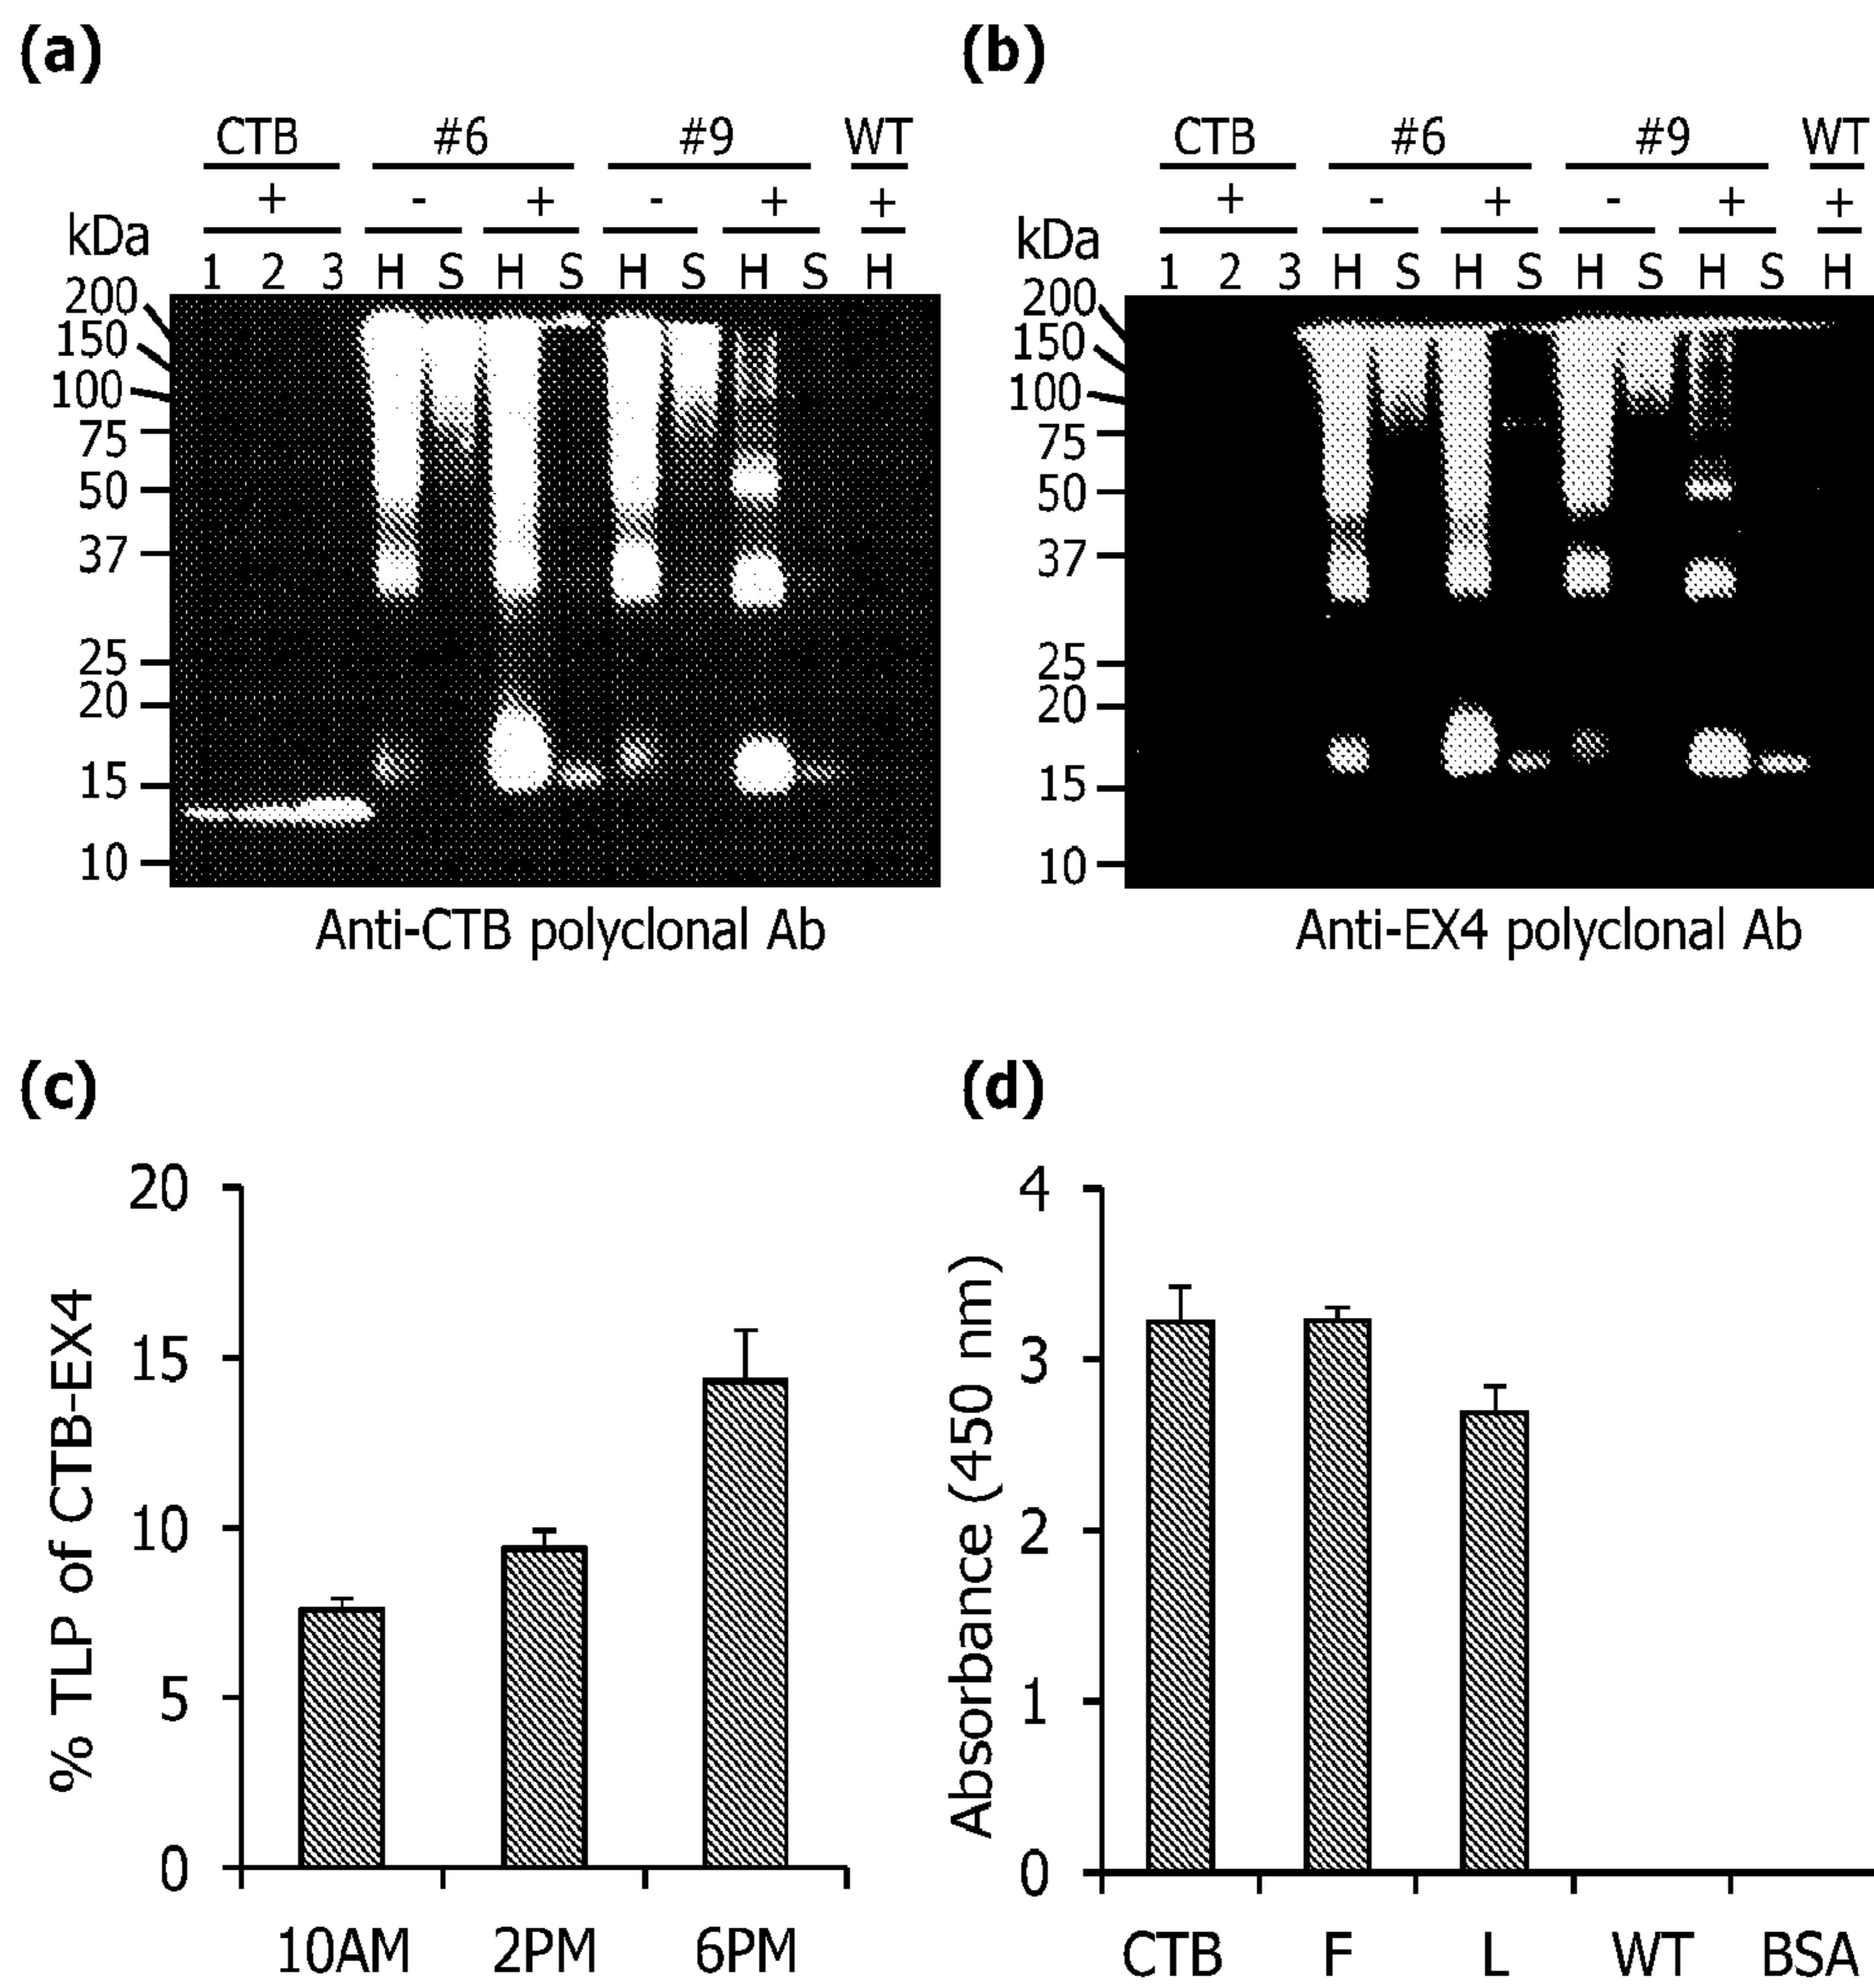 (a)
CTB #6 #9 WT
+ - + - + +
kDa
1 2 3 H S H S H S H S H
200
150
100
75
50
37
25
20
15
10
Anti-CTB polyclonal Ab
(b)
CTB #6 #9 WT
+ - + - + +
kDa
1 2 3 H S H S H S H S H
200
150
100
75
50
37
25
20
15
10
Anti-EX4 polyclonal Ab
(c)
% TLP of CTB-EX4
20
15
10
5
0
10AM 2PM 6PM
(d)
Absorbance (450 nm)
4
3
2
1
0
CTB F L WT BSA